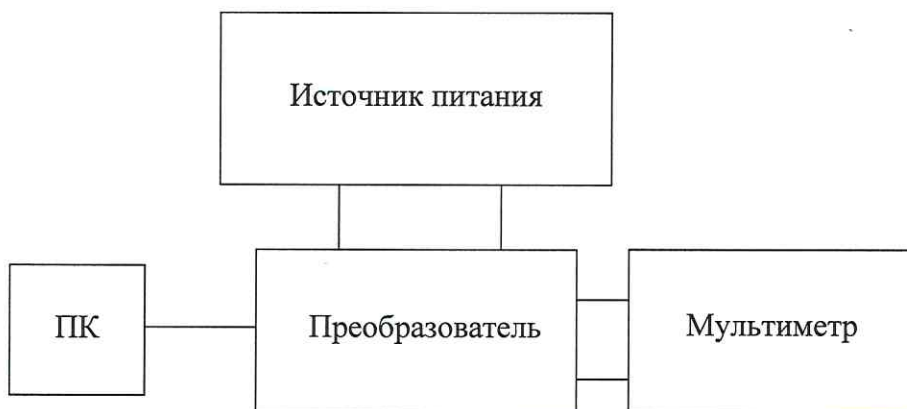 Источник питания
ПК
Преобразователь
Мультиметр